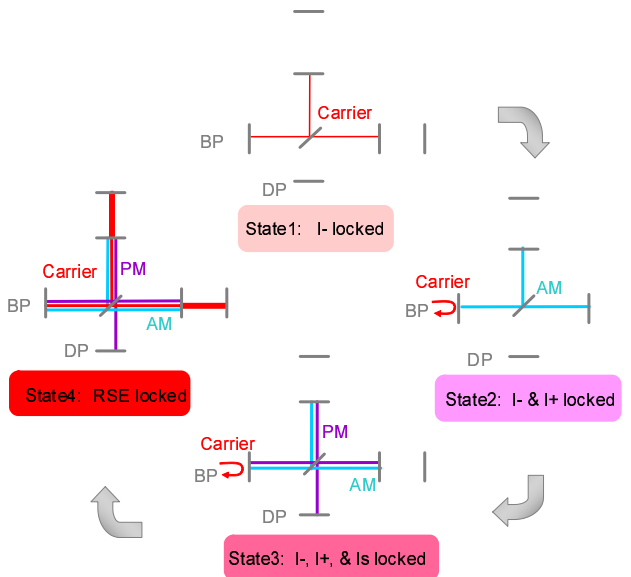 Carrier
BP
DP
State1: I- locked
Carrier
AM
BP
DP
State2: I- & I+ locked
PM
Carrier
BP
AM
DP
State3: I-, I+, & Is locked
Carrier
PM
BP
AM
DP
State4: RSE locked